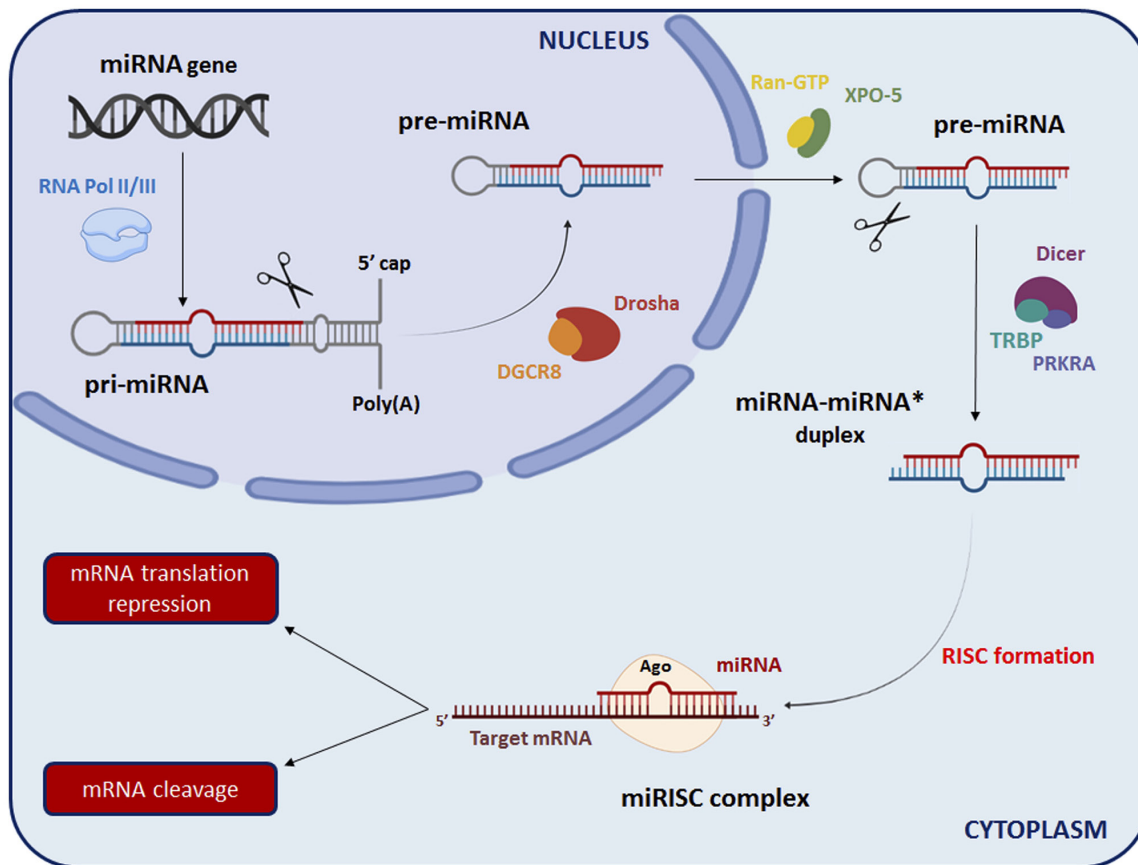 NUCLEUS
miRNA gene
RNA Pol II/III
pre-miRNA
Ran-GTP
XPO-5
pre-miRNA
5’ cap
pri-miRNA
Poly(A)
Drosha
DGCR8
Dicer
TRBP
PRKRA
miRNA-miRNA*
duplex
RISC formation
mRNA translation
repression
mRNA cleavage
Ago
miRNA
5’
3’
Target mRNA
miRISC complex
CYTOPLASM